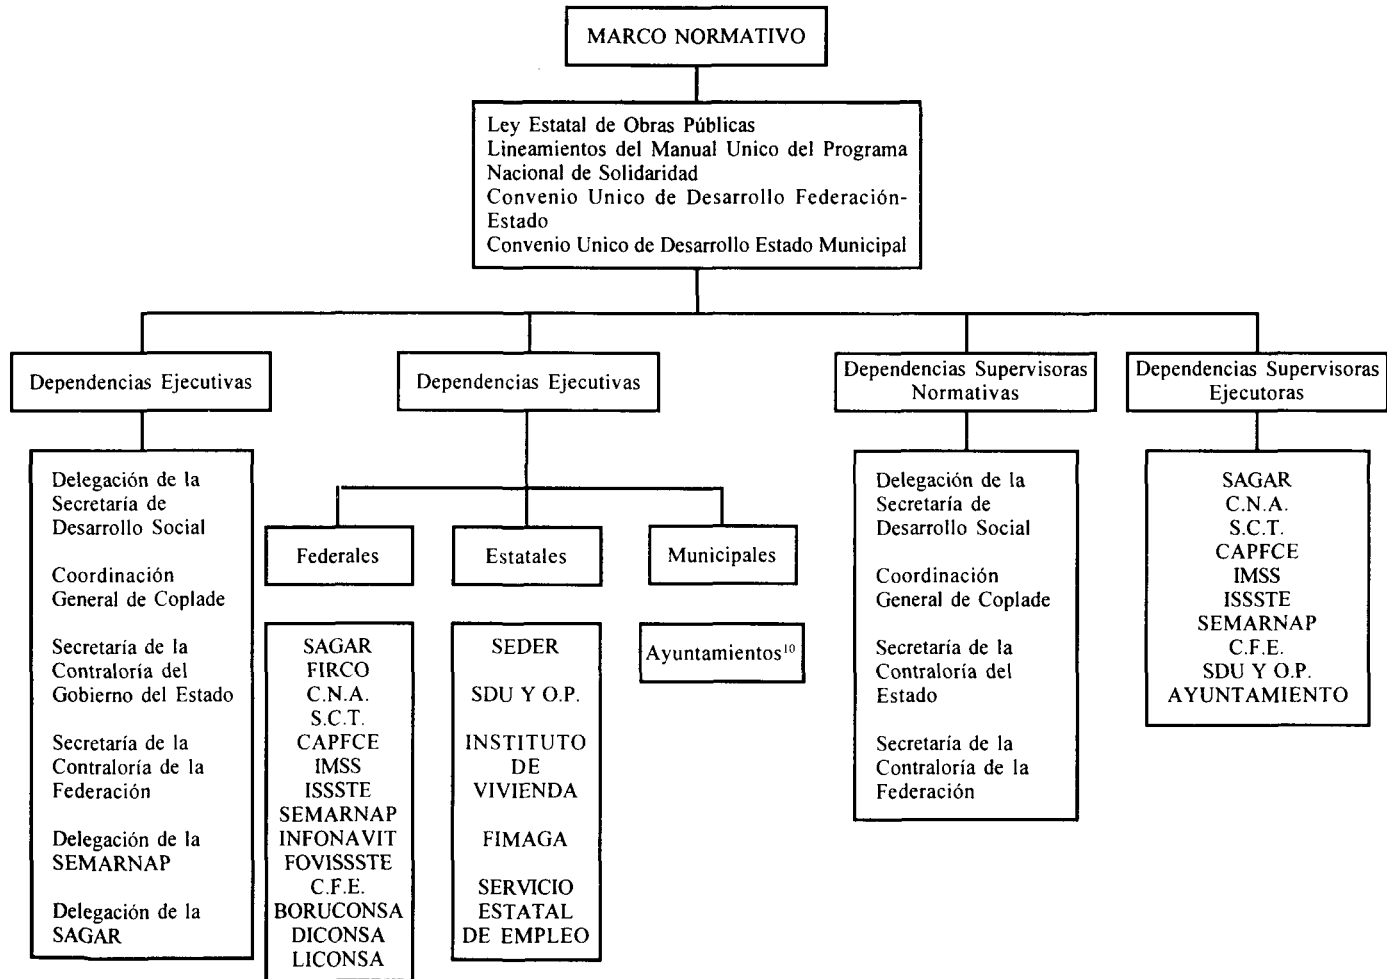 MARCO NORMATIVO
Ley Estatal de Obras Públicas
Lineamientos del Manual Unico del Programa
Nacional de Solidaridad
Convenio Unico de Desarrollo Federación-
Estado
Convenio Unico de Desarrollo Estado Municipal
Dependencias Ejecutivas
Delegación de la
Secretaría de
Desarrollo Social
Coordinación
General de Coplade
Secretaría de la
Contraloría del
Gobierno del Estado
Secretaría de la
Contraloría de la
Federación
Delegación de la
SEMARNAP
Delegación de la
SAGAR
Dependencias Ejecutivas
Federales
SAGAR
FIRCO
C.N.A.
S.C.T.
CAPFCE
IMSS
ISSSTE
SEMARNAP
INFONAVIT
FOVISSSTE
C.F.E.
BORUCONSA
DICONSA
LICONSA
Estatales
SEDER
SDU Y O.P.
INSTITUTO
DE
VIVIENDA
FIMAGA
SERVICIO
ESTATAL
DE EMPLEO
Municipales
Ayuntamientos¹⁰
Dependencias Supervisoras
Normativas
Delegación de la
Secretaría de
Desarrollo Social
Coordinación
General de Coplade
Secretaría de la
Contraloría del
Estado
Secretaría de la
Contraloría de la
Federación
Dependencias Supervisoras
Ejecutoras
SAGAR
C.N.A.
S.C.T.
CAPFCE
IMSS
ISSSTE
SEMARNAP
C.F.E.
SDU Y O.P.
AYUNTAMIENTO